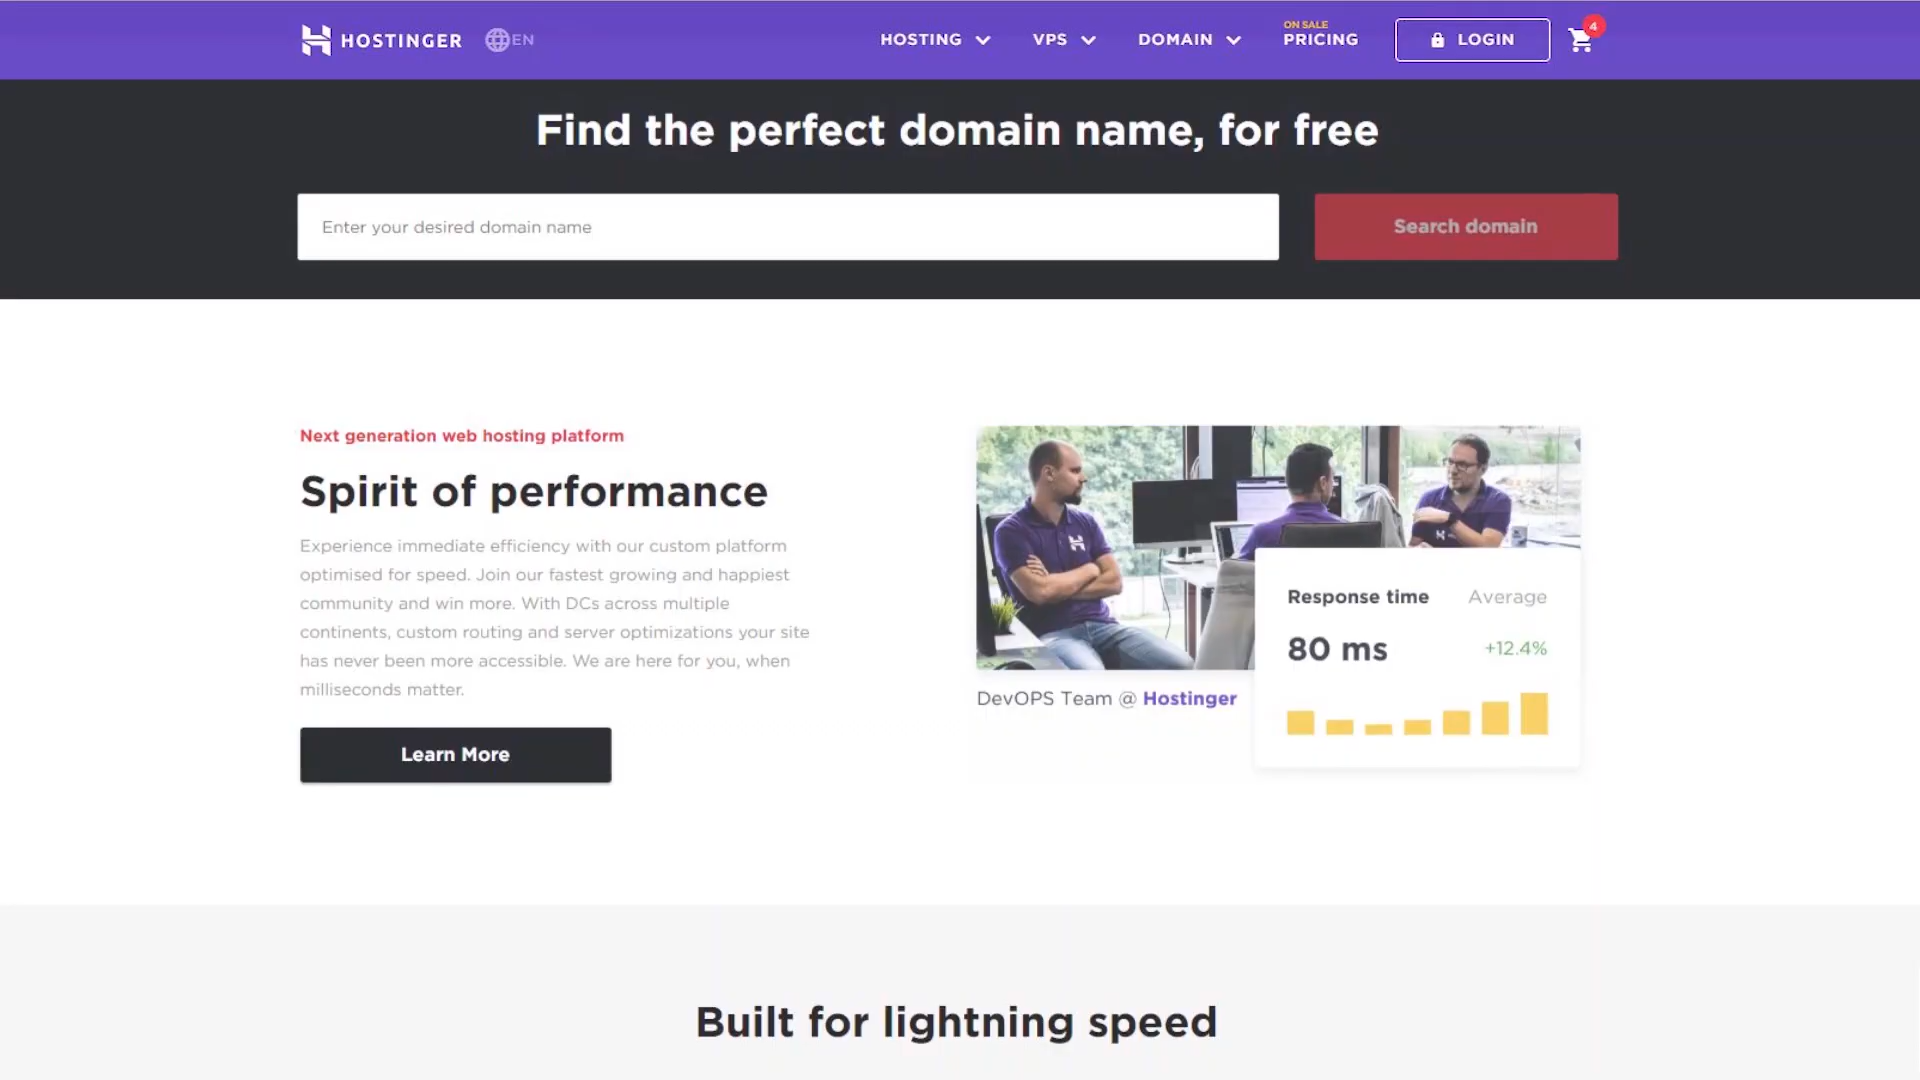 HOSTINGER EN HOSTING VPS DOMAIN ON SALE PRICING LOGIN 4
Find the perfect domain name, for free
Enter your desired domain name
Search domain
Next generation web hosting platform
Spirit of performance
Experience immediate efficiency with our custom platform
optimised for speed. Join our fastest growing and happiest
community and win more. With DCs across multiple
continents, custom routing and server optimizations your site
has never been more accessible. We are here for you, when
milliseconds matter.
Learn More
DevOPS Team @ Hostinger
Response time Average
80 ms +12.4%
Built for lightning speed